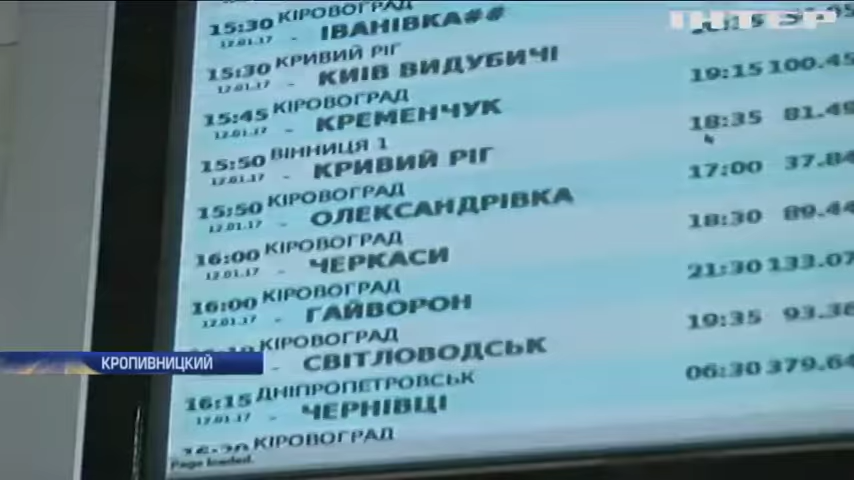 ІНТЕР
15:30 КІРОВОГРАД
12.01.17 - ІВАНІВКА##
15:30 КРИВИЙ РІГ
12.01.17 - КИЇВ ВИДУБИЧІ 19:15 100.45
15:45 КІРОВОГРАД
12.01.17 - КРЕМЕНЧУК 18:35 81.49
15:50 ВІННИЦЯ 1
12.01.17 - КРИВИЙ РІГ 17:00 37.84
15:50 КІРОВОГРАД
12.01.17 - ОЛЕКСАНДРІВКА 18:30 89.44
16:00 КІРОВОГРАД
12.01.17 - ЧЕРКАСИ 21:30 133.07
16:00 КІРОВОГРАД
12.01.17 - ГАЙВОРОН 19:35 93.38
КІРОВОГРАД
- СВІТЛОВОДСЬК 06:30 379.64
КРОПИВНИЦКИЙ
16:15 ДНІПРОПЕТРОВСЬК
12.01.17 - ЧЕРНІВЦІ
КІРОВОГРАД
Page loaded.